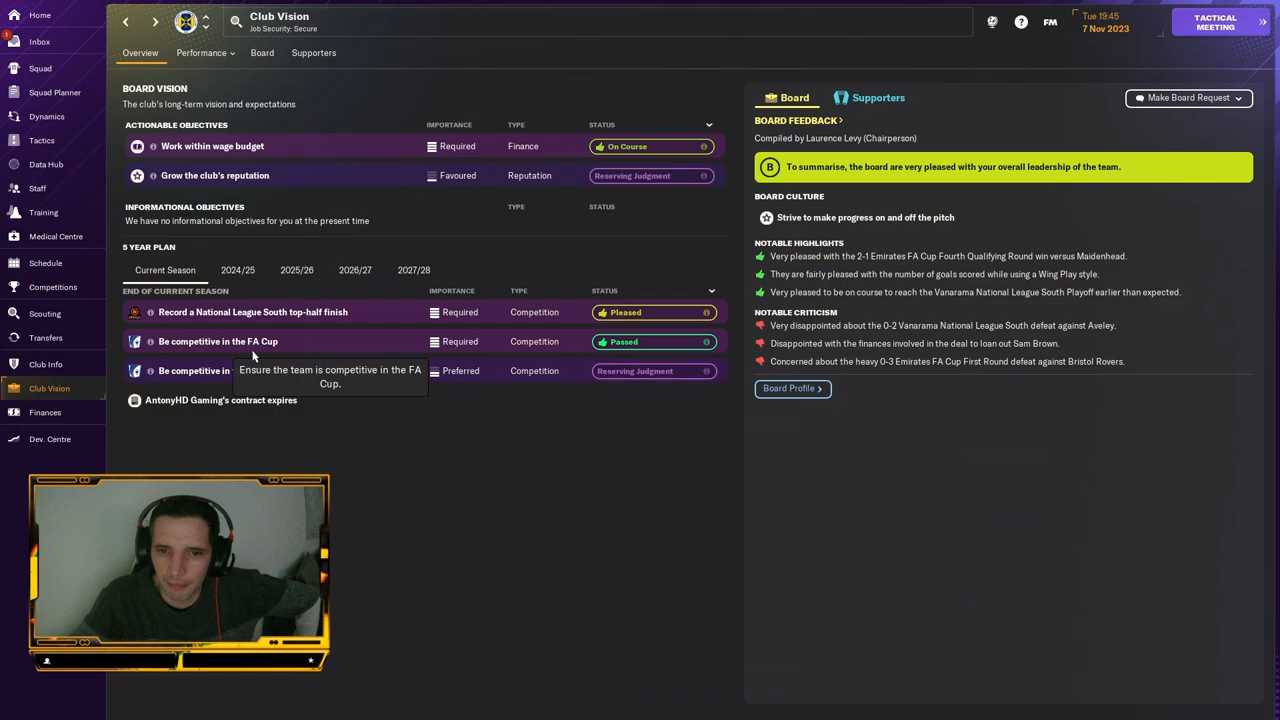 Home
1
Inbox
Squad
Squad Planner
Dynamics
Tactics
Data Hub
Staff
Training
Medical Centre
Schedule
Competitions
Scouting
Transfers
Club Info
Club Vision
Finances
Dev. Centre
Club Vision
Job Security: Secure
?
FM
Tue 19:45
7 Nov 2023
TACTICAL
MEETING
Overview Performance Board Supporters
BOARD VISION
The club's long-term vision and expectations
ACTIONABLE OBJECTIVES IMPORTANCE TYPE STATUS
Work within wage budget Required Finance On Course
Grow the club's reputation Favoured Reputation Reserving Judgment
INFORMATIONAL OBJECTIVES TYPE STATUS
We have no informational objectives for you at the present time
5 YEAR PLAN
Current Season 2024/25 2025/26 2026/27 2027/28
END OF CURRENT SEASON IMPORTANCE TYPE STATUS
Record a National League South top-half finish Required Competition Pleased
Be competitive in the FA Cup Required Competition Passed
Be competitive in Preferred Competition Reserving Judgment
Ensure the team is competitive in the FA
Cup.
AntonyHD Gaming's contract expires
Board Supporters Make Board Request
BOARD FEEDBACK
Compiled by Laurence Levy (Chairperson)
B To summarise, the board are very pleased with your overall leadership of the team.
BOARD CULTURE
Strive to make progress on and off the pitch
NOTABLE HIGHLIGHTS
Very pleased with the 2-1 Emirates FA Cup Fourth Qualifying Round win versus Maidenhead.
They are fairly pleased with the number of goals scored while using a Wing Play style.
Very pleased to be on course to reach the Vanarama National League South Playoff earlier than expected.
NOTABLE CRITICISM
Very disappointed about the 0-2 Vanarama National League South defeat against Aveley.
Disappointed with the finances involved in the deal to loan out Sam Brown.
Concerned about the heavy 0-3 Emirates FA Cup First Round defeat against Bristol Rovers.
Board Profile